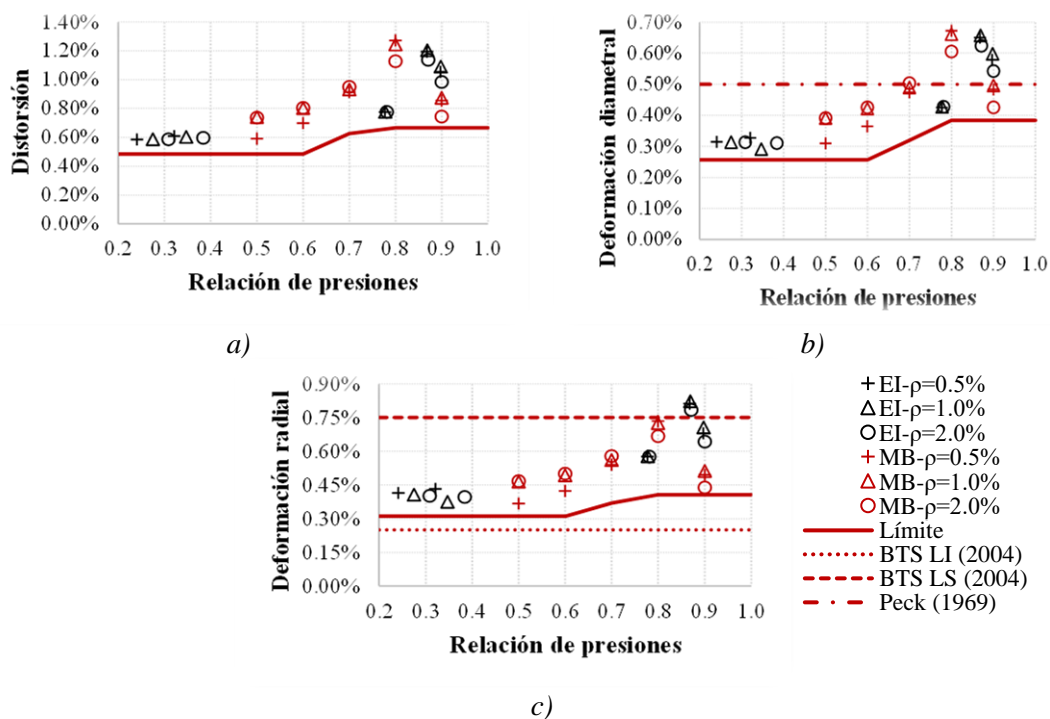 1.40%
1.20%
1.00%
0.80%
0.60%
0.40%
0.20%
0.00%
Distorsión
0.2 0.3 0.4 0.5 0.6 0.7 0.8 0.9 1.0
Relación de presiones
a)
0.70%
0.60%
0.50%
0.40%
0.30%
0.20%
0.10%
0.00%
Deformación diametral
0.2 0.3 0.4 0.5 0.6 0.7 0.8 0.9 1.0
Relación de presiones
b)
0.90%
0.75%
0.60%
0.45%
0.30%
0.15%
0.00%
Deformación radial
0.2 0.3 0.4 0.5 0.6 0.7 0.8 0.9 1.0
Relación de presiones
c)
EI-ρ=0.5%
EI-ρ=1.0%
EI-ρ=2.0%
MB-ρ=0.5%
MB-ρ=1.0%
MB-ρ=2.0%
Límite
BTS LI (2004)
BTS LS (2004)
Peck (1969)